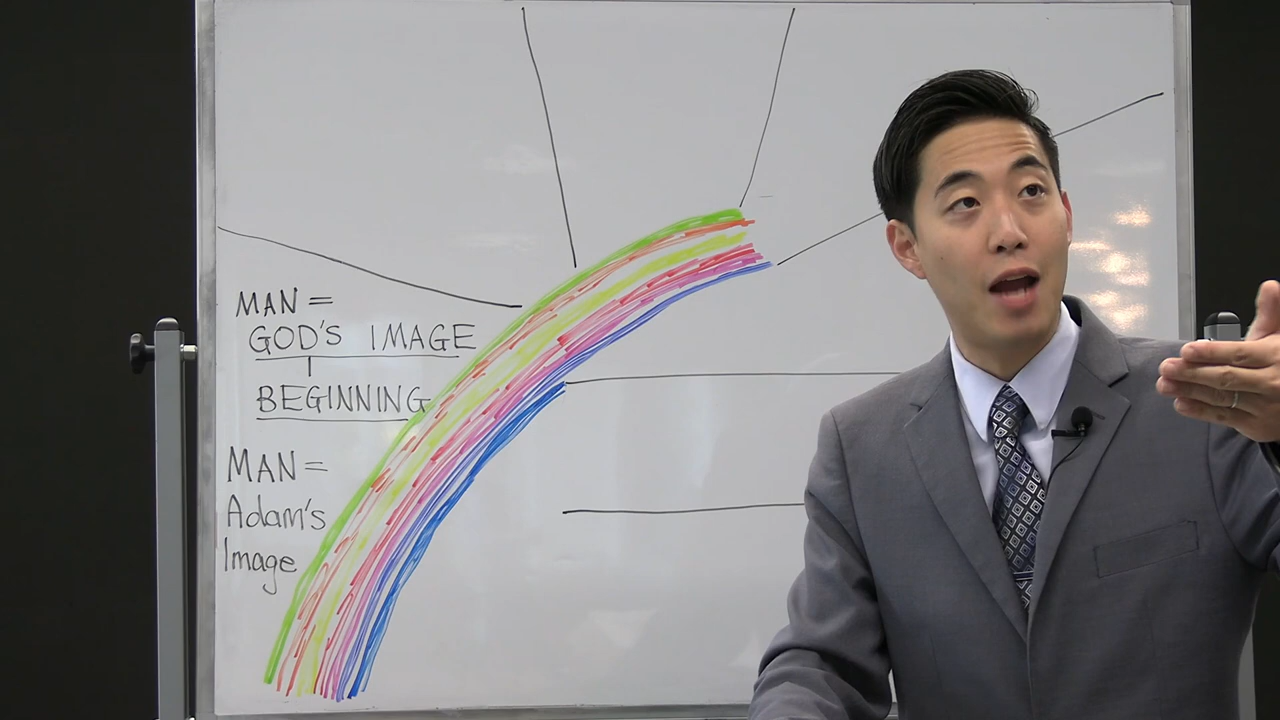 MAN =
GOD'S IMAGE
BEGINNING
MAN =
Adam's
Image